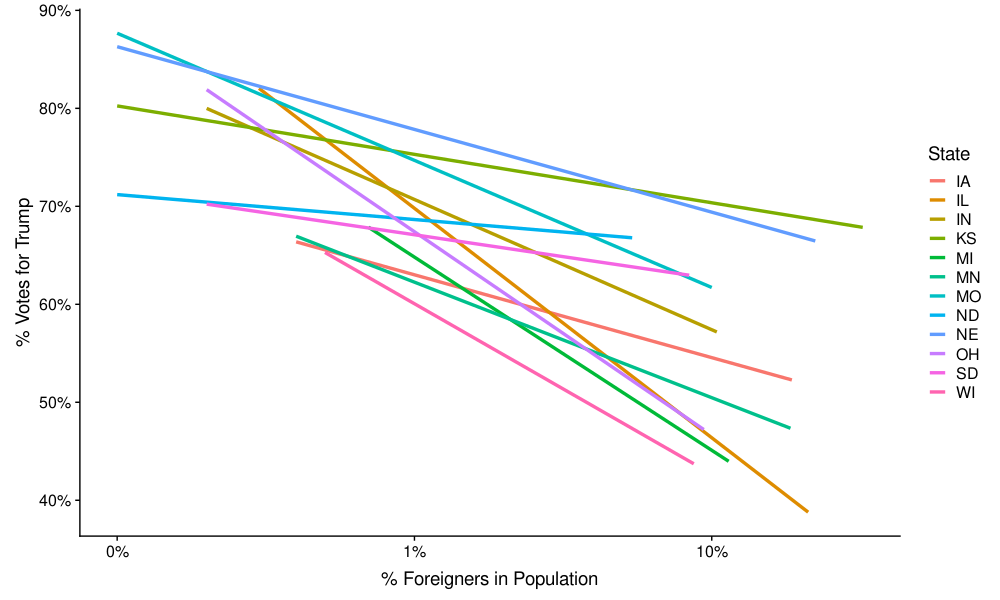 90%
80%
70%
60%
50%
40%
% Votes for Trump
0%
1%
10%
% Foreigners in Population
State
IA
IL
IN
KS
MI
MN
MO
ND
NE
OH
SD
WI